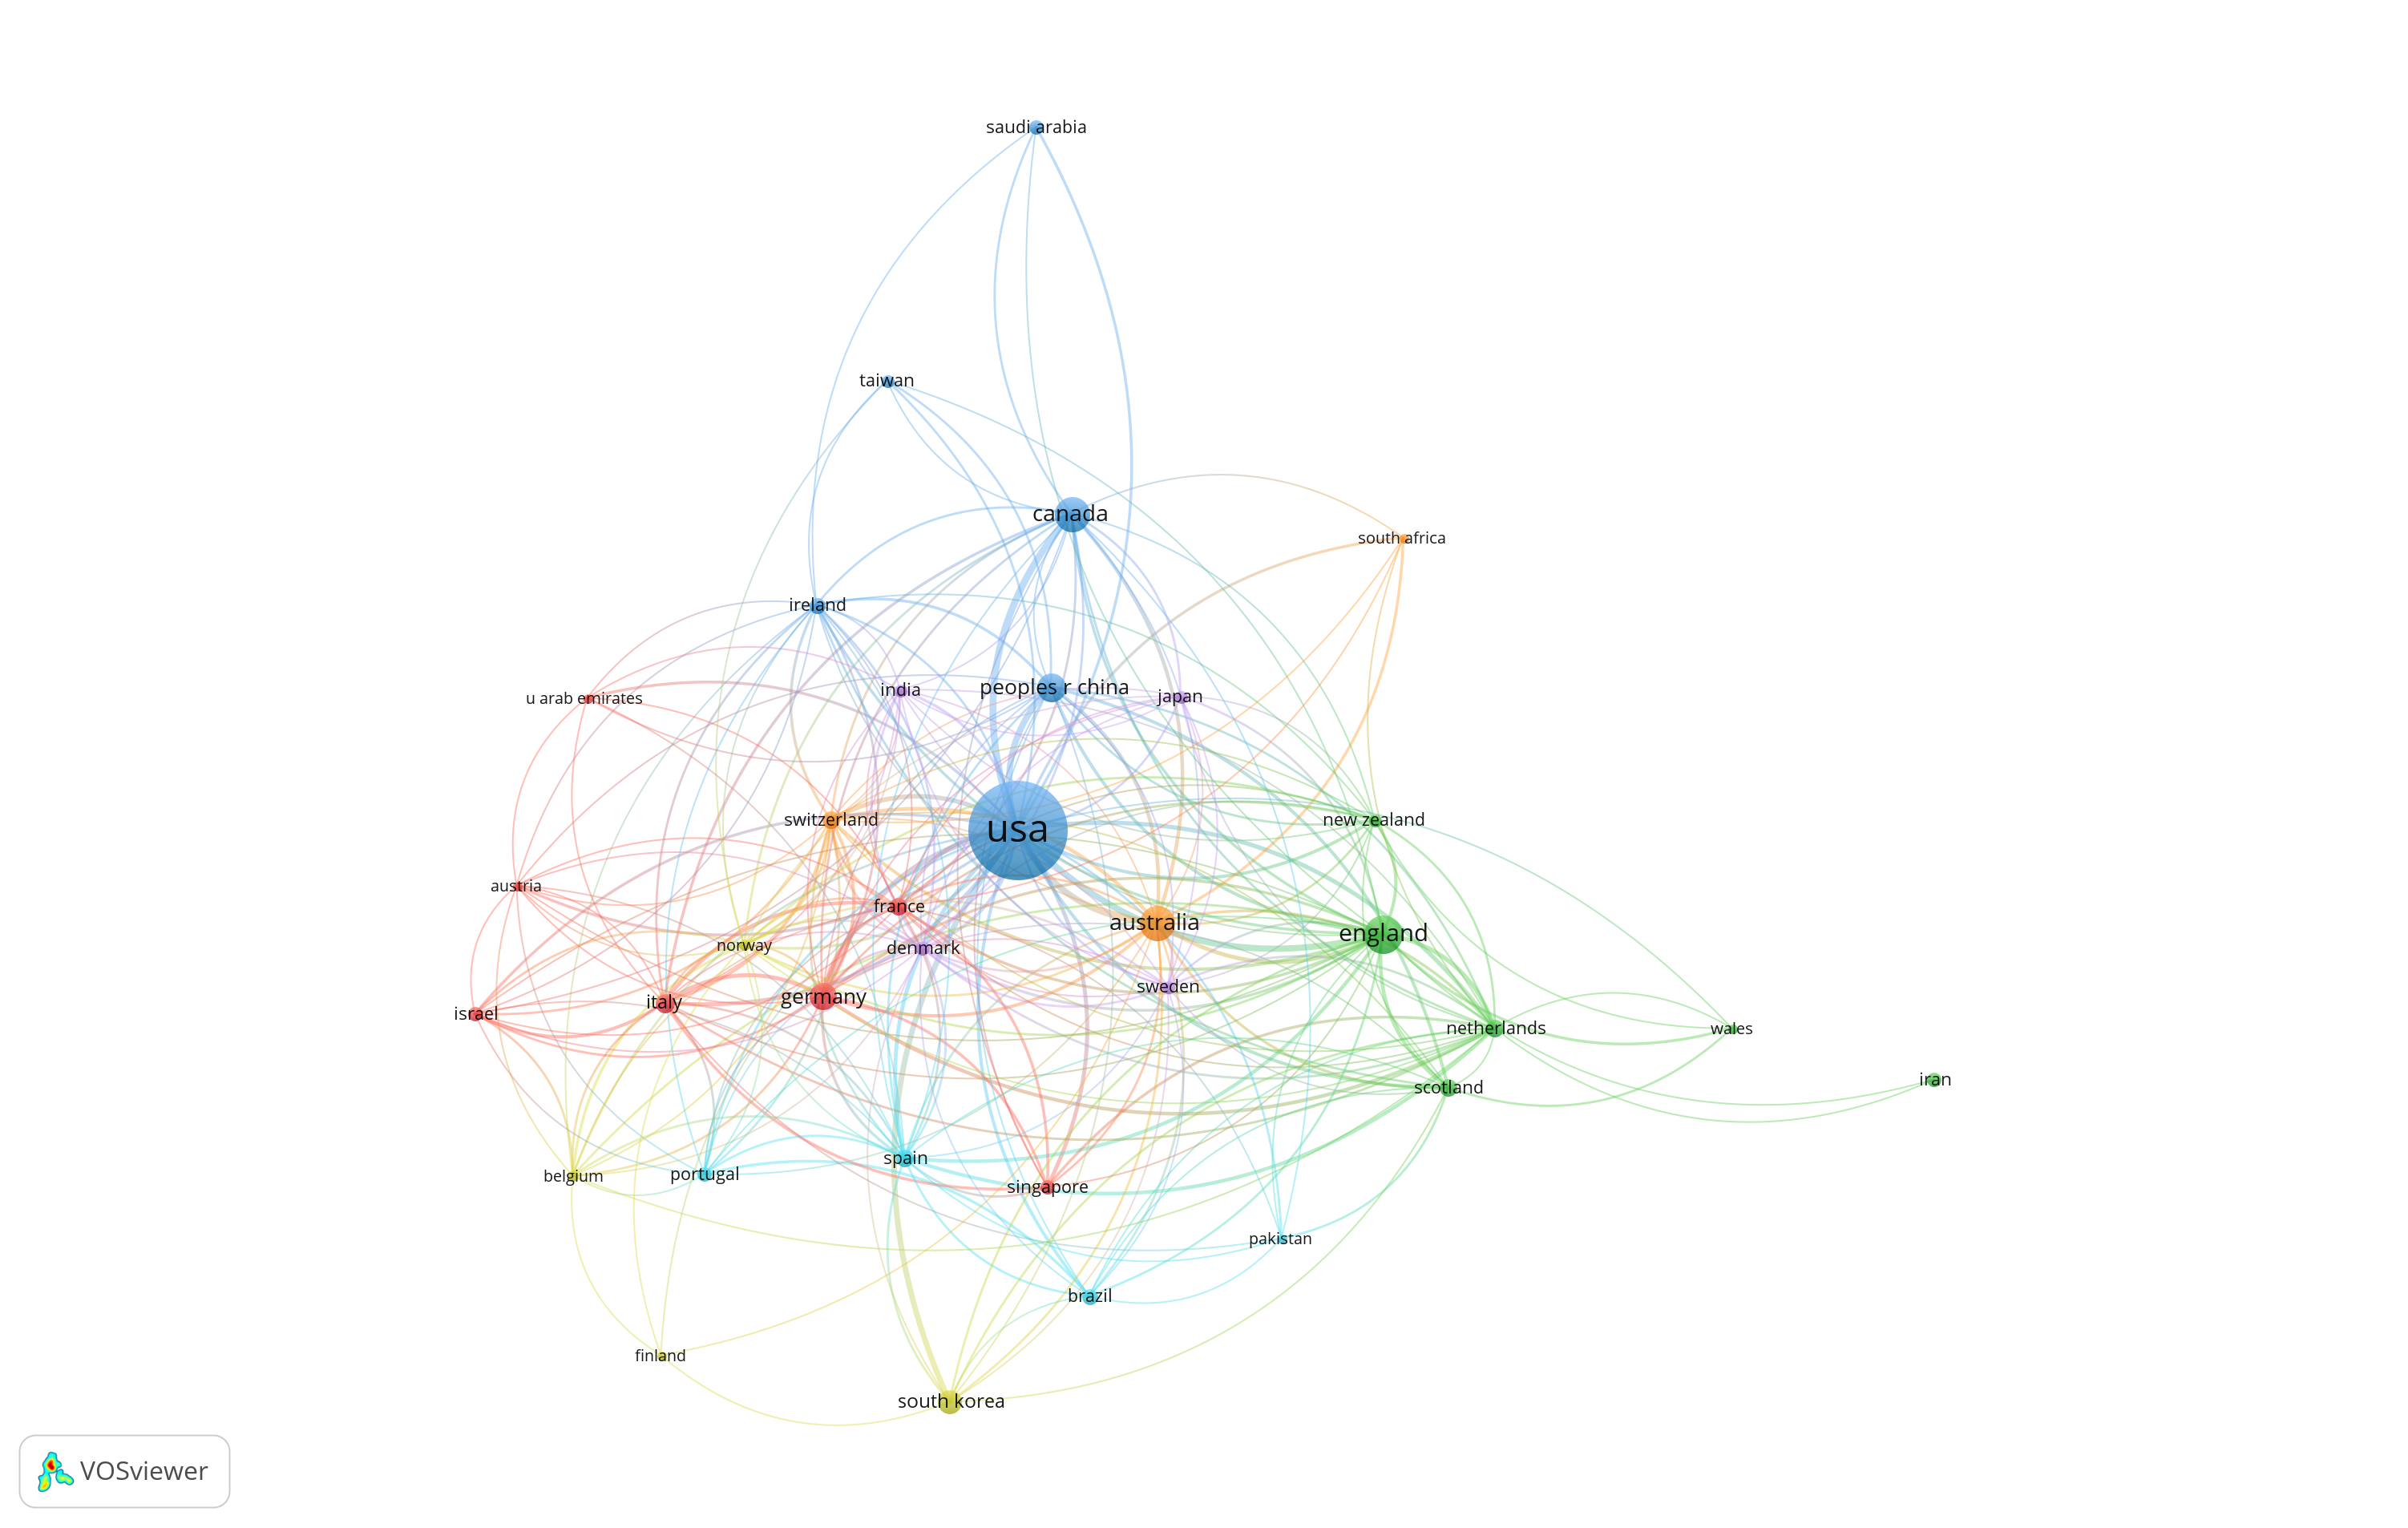 saudi arabia
taiwan
canada
south africa
ireland
peoples r china
india
japan
u arab emirates
switzerland
usa
new zealand
austria
france
australia
england
norway
denmark
sweden
germany
italy
israel
netherlands
wales
iran
scotland
spain
portugal
belgium
singapore
pakistan
brazil
finland
south korea
VOSviewer